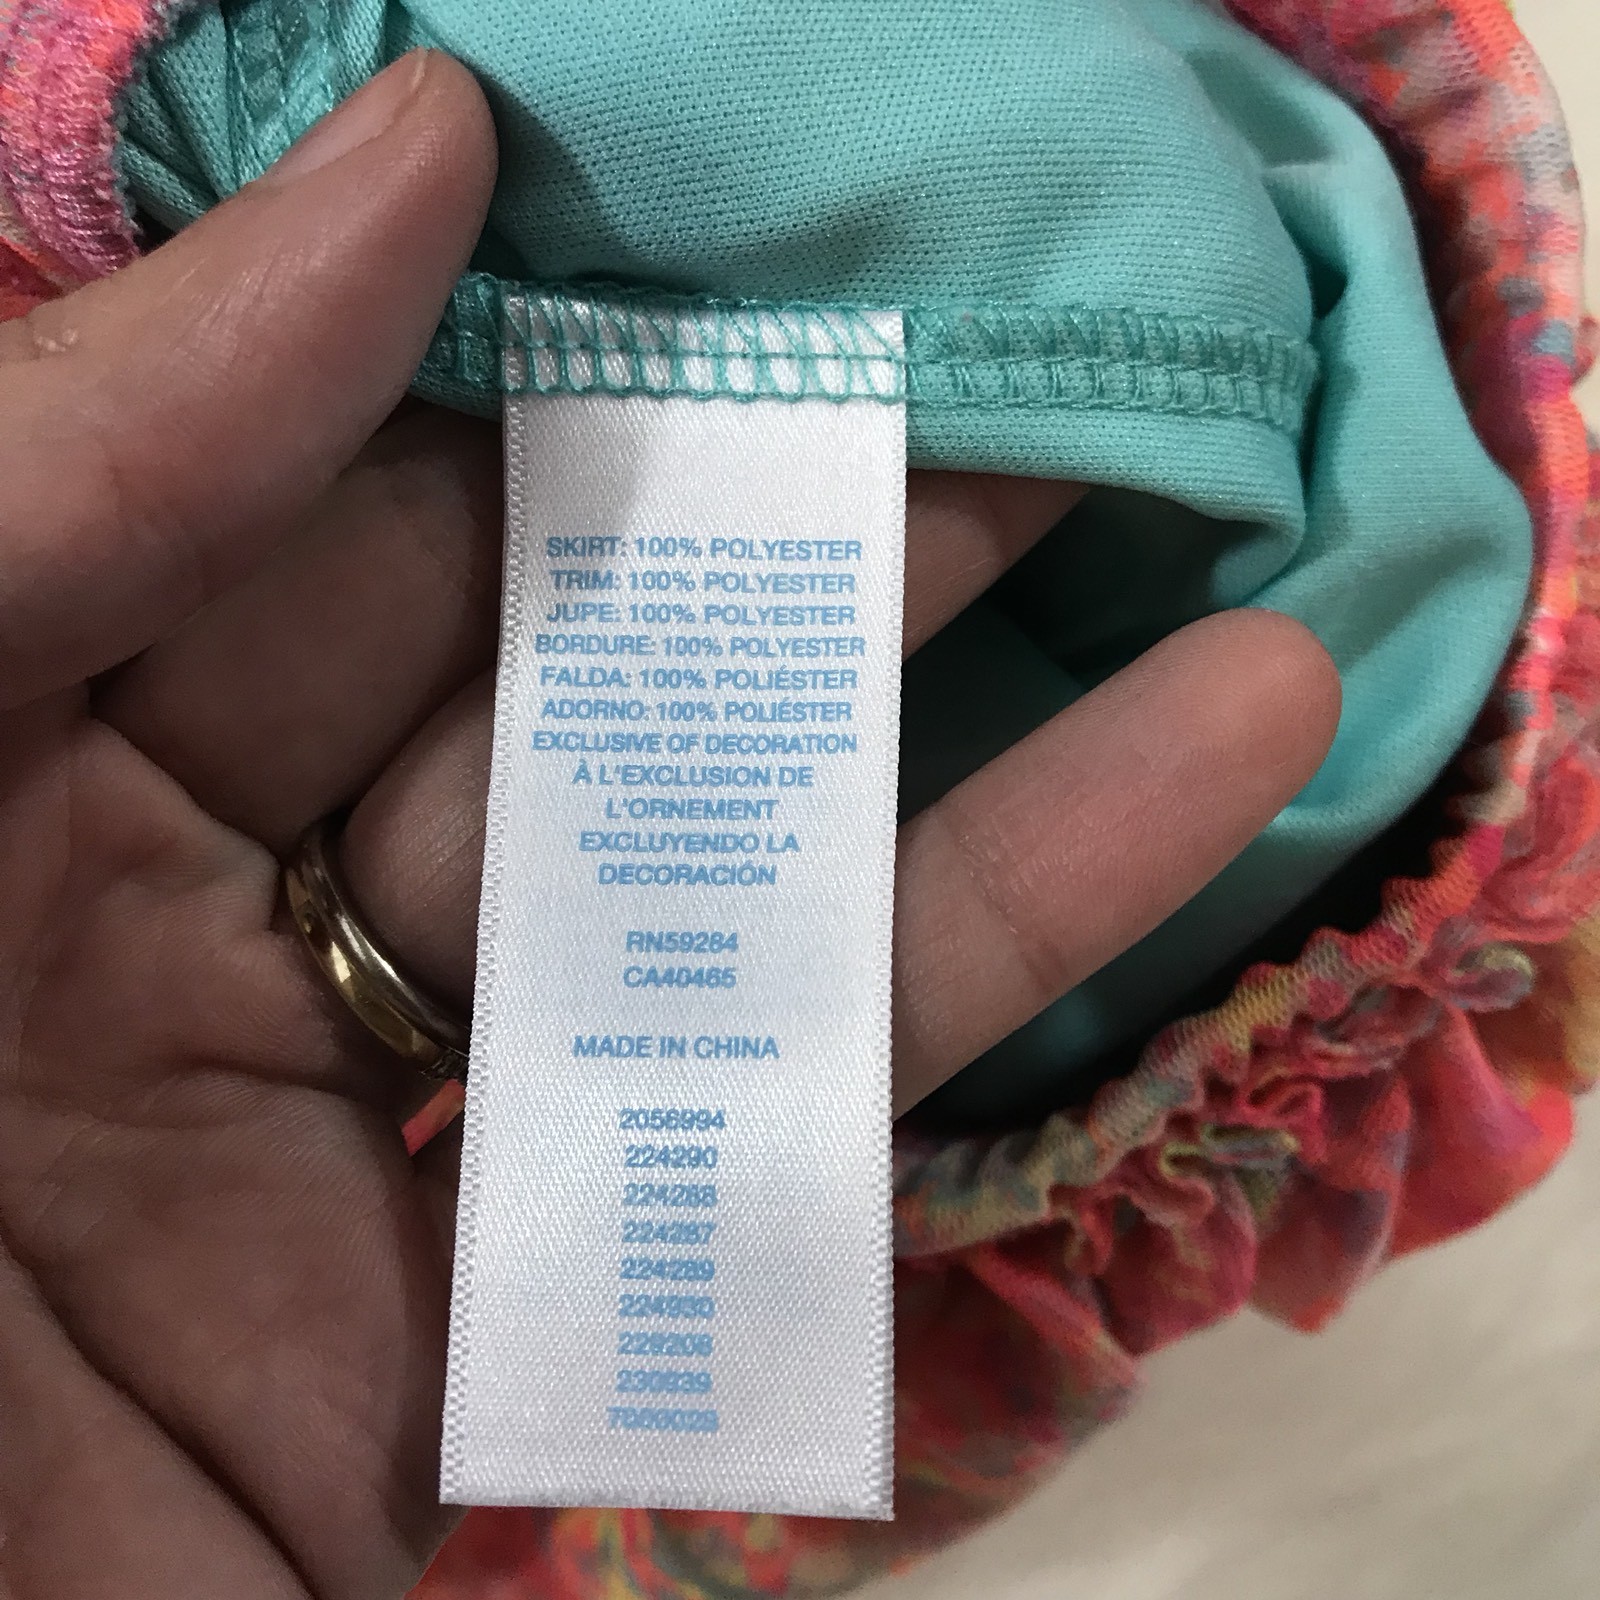 SKIRT: 100% POLYESTER
TRIM: 100% POLYESTER
JUPE: 100% POLYESTER
BORDURE: 100% POLYESTER
FALDA: 100% POLIÉSTER
ADORNO: 100% POLIÉSTER
EXCLUSIVE OF DECORATION
À L'EXCLUSION DE
L'ORNEMENT
EXCLUYENDO LA
DECORACIÓN
RN59284
CA40465
MADE IN CHINA
2056994
224290
224288
224287
224289